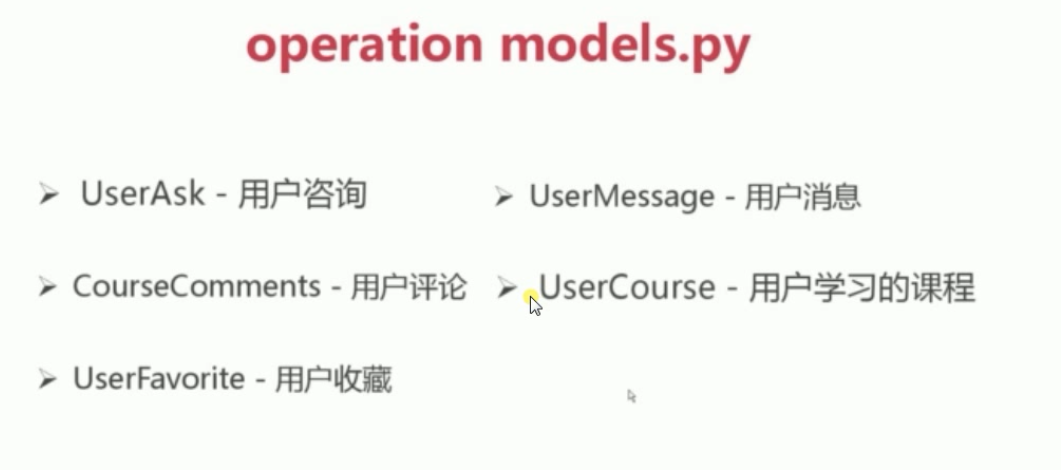 operation models.py
➢ UserAsk - 用户咨询
➢ UserMessage - 用户消息
➢ CourseComments - 用户评论
➢ UserCourse - 用户学习的课程
➢ UserFavorite - 用户收藏